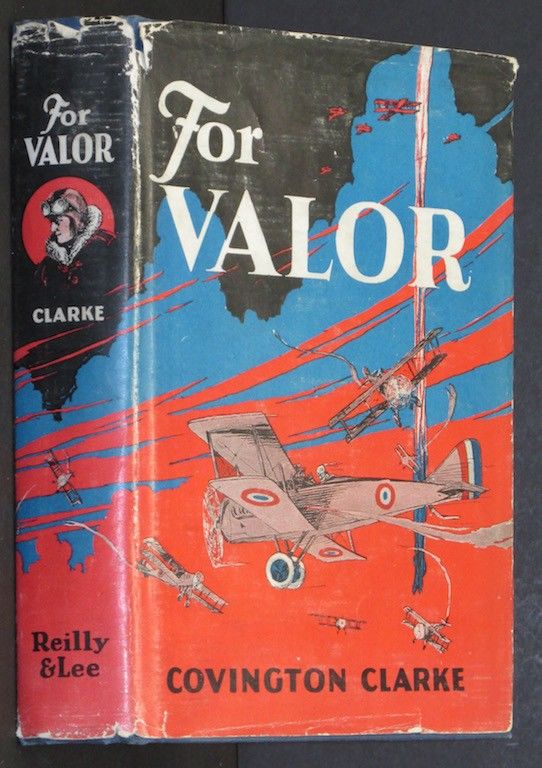 For
VALOR
CLARKE
Reilly
& Lee
For
VALOR
COVINGTON CLARKE